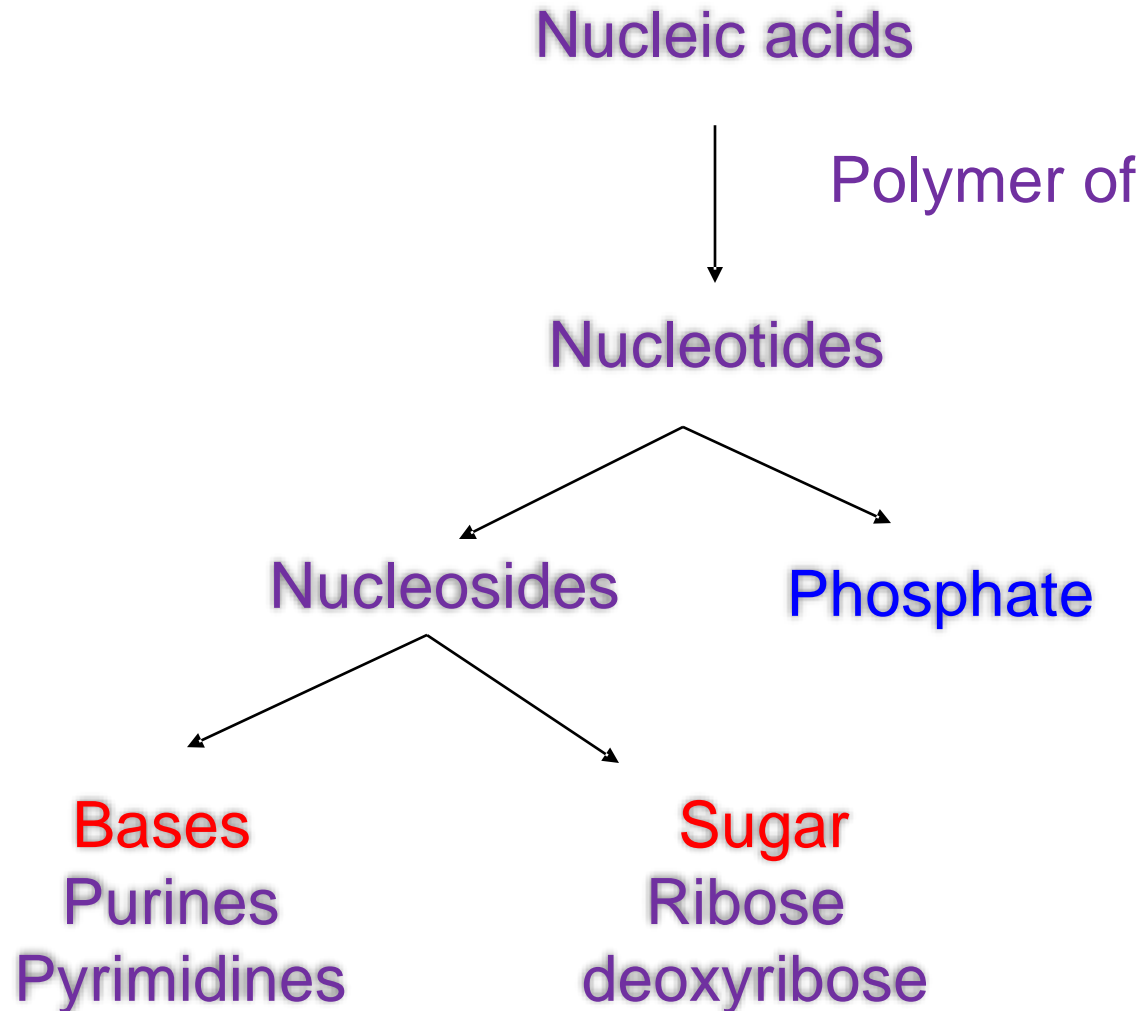 Nucleic acids
Polymer of
Nucleotides
Nucleosides
Phosphate
Bases
Sugar
Purines
Ribose
Pyrimidines
deoxyribose